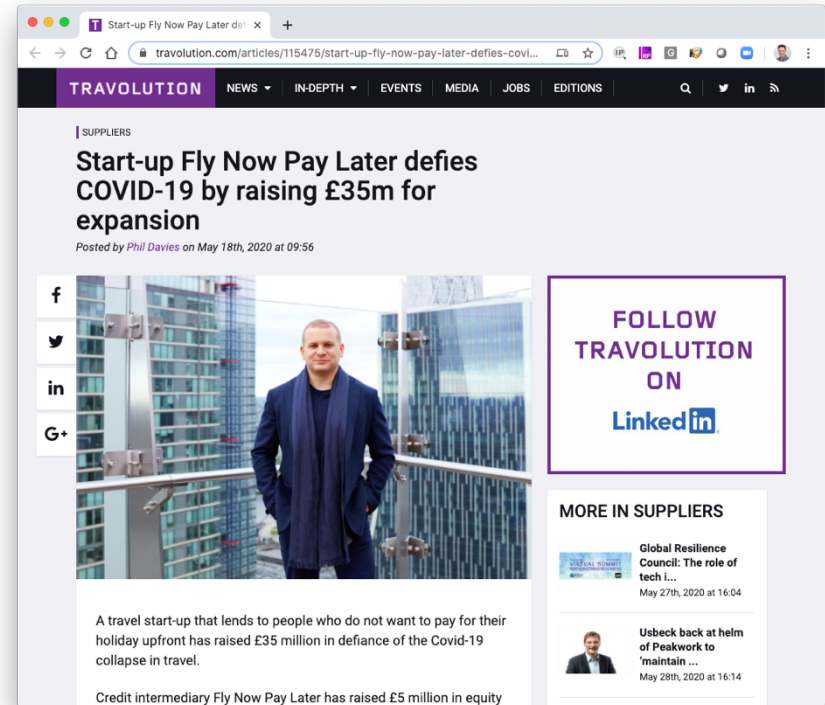 Start-up Fly Now Pay Later def
travolution.com/articles/115475/start-up-fly-now-pay-later-defies-covi...
TRAVOLUTION
NEWS
IN-DEPTH
EVENTS
MEDIA
JOBS
EDITIONS
SUPPLIERS
Start-up Fly Now Pay Later defies
COVID-19 by raising £35m for
expansion
Posted by Phil Davies on May 18th, 2020 at 09:56
FOLLOW
TRAVOLUTION
ON
Linkedin
A travel start-up that lends to people who do not want to pay for their
holiday upfront has raised £35 million in defiance of the Covid-19
collapse in travel.
Credit intermediary Fly Now Pay Later has raised £5 million in equity
MORE IN SUPPLIERS
VIRTUAL SUMMIT
Global Resilience
Council: The role of
tech i...
May 27th, 2020 at 16:04
Usbeck back at helm
of Peakwork to
‘maintain ...
May 28th, 2020 at 16:14